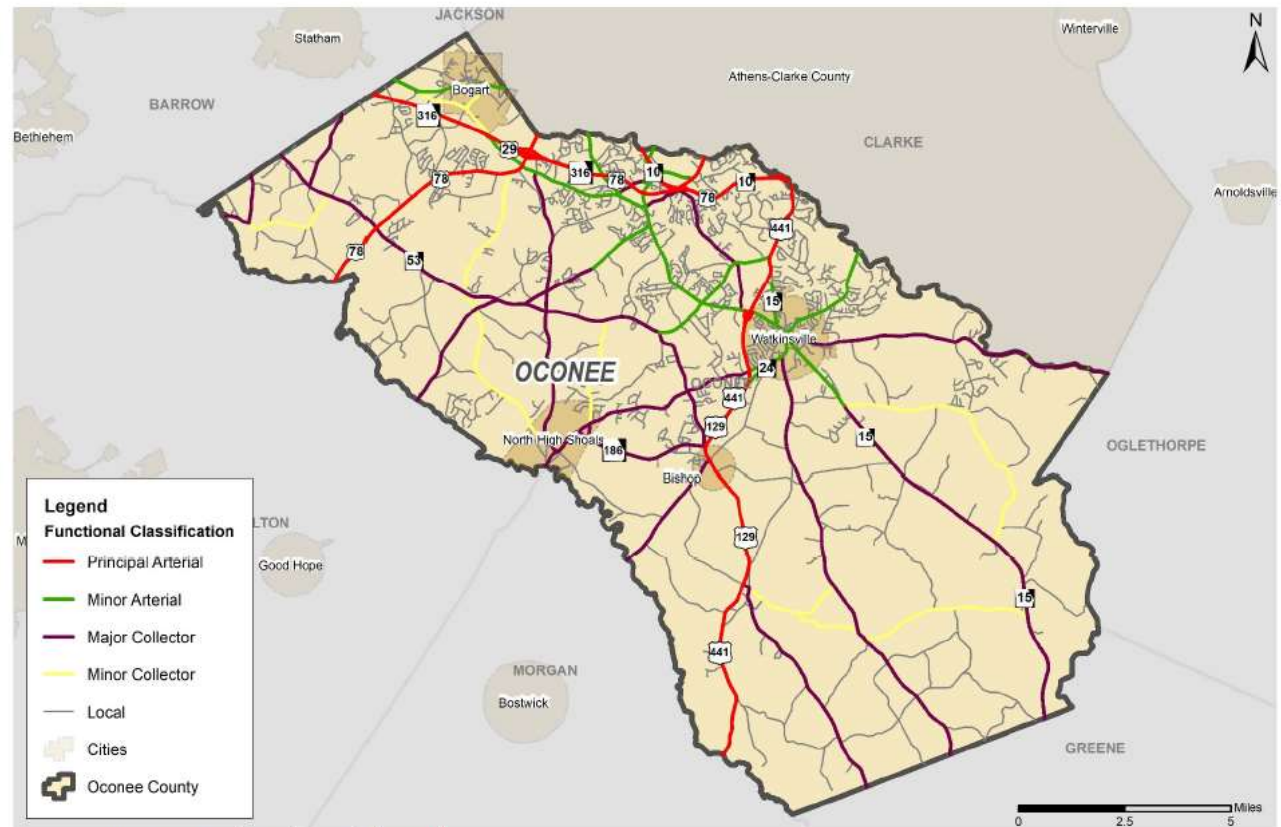 JACKSON
N
Statham
Winterville
Bogart
Athens-Clarke County
BARROW
316
Bethlehem
CLARKE
29
316
78
10
10
78
78
Arnoldsville
441
78
53
15
Watkinsville
OCONEE
24
OCONEE
441
129
North High Shoals
186
15
OGLETHORPE
Bishop
Legend
Functional Classification
Principal Arterial
Minor Arterial
Major Collector
Minor Collector
Local
Cities
Oconee County
LTON
M
Good Hope
129
15
441
MORGAN
Bostwick
GREENE
Miles
0
2.5
5